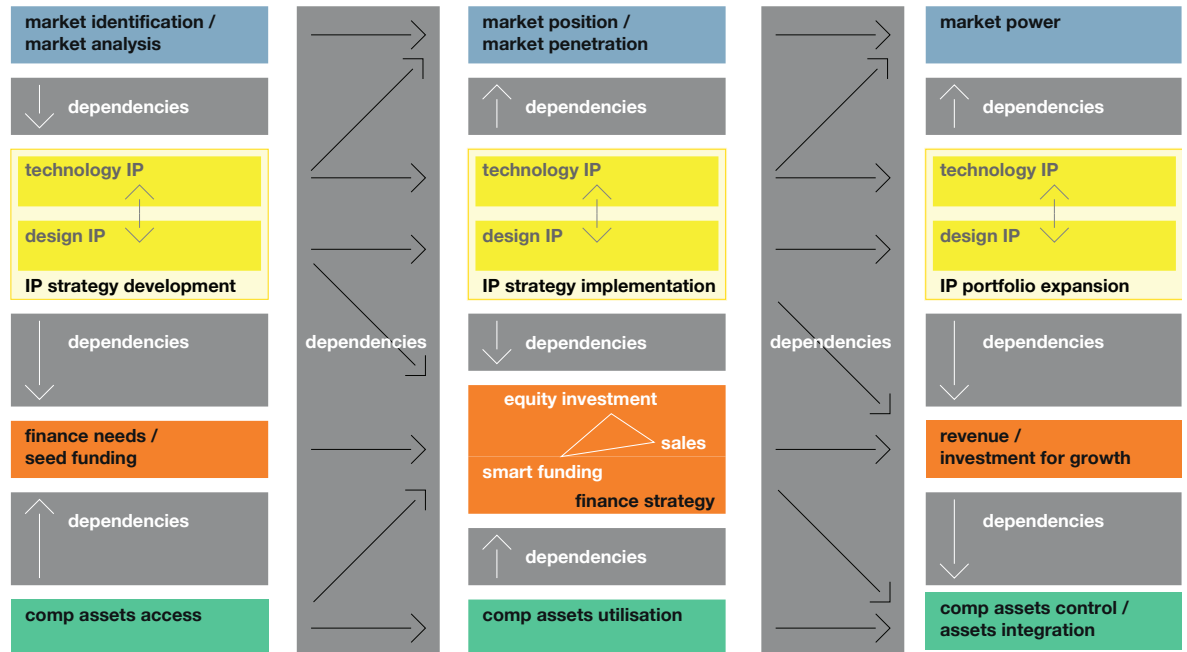 market identification /
market analysis
dependencies
technology IP
design IP
IP strategy development
dependencies
finance needs /
seed funding
dependencies
comp assets access
dependencies
market position /
market penetration
dependencies
technology IP
design IP
IP strategy implementation
dependencies
equity investment
sales
smart funding
finance strategy
dependencies
comp assets utilisation
dependencies
market power
dependencies
technology IP
design IP
IP portfolio expansion
dependencies
revenue /
investment for growth
dependencies
comp assets control /
assets integration